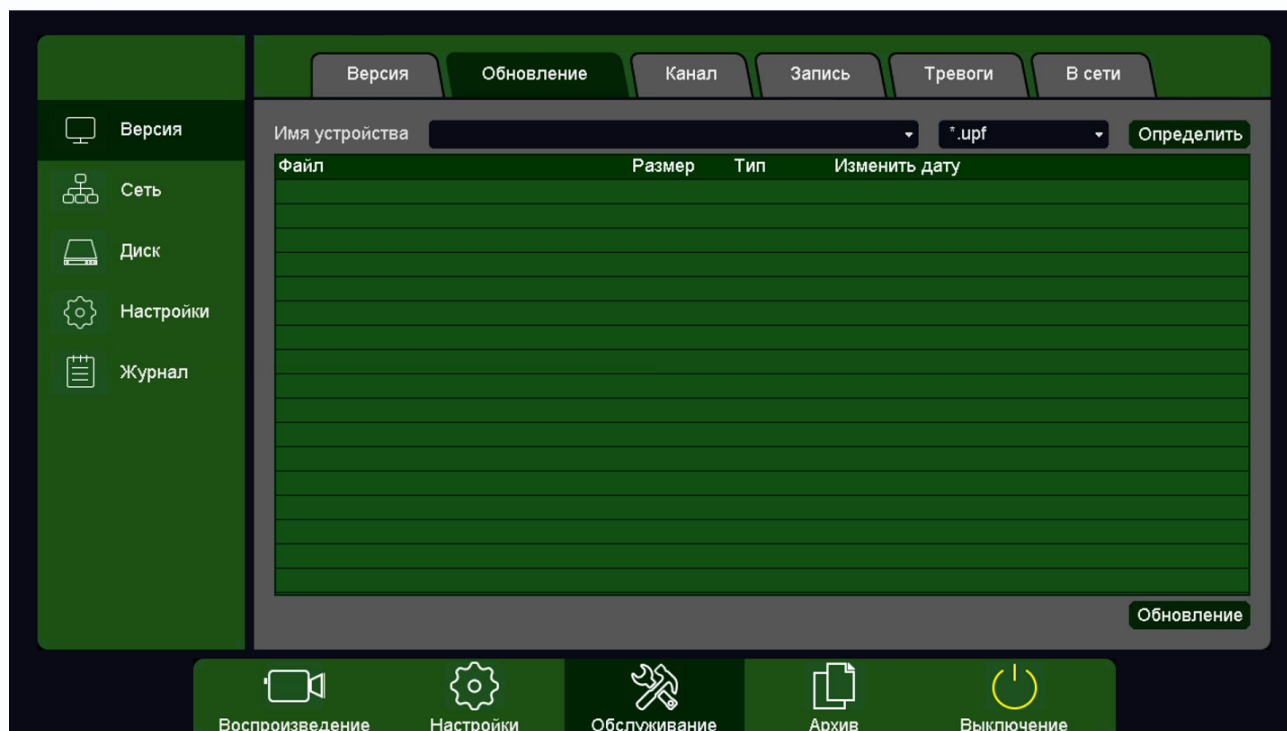 Версия Обновление Канал Запись Тревоги В сети
Версия
Сеть
Диск
Настройки
Журнал
Имя устройства *.upf Определить
Файл Размер Тип Изменить дату
Обновление
Воспроизведение Настройки Обслуживание Архив Выключение